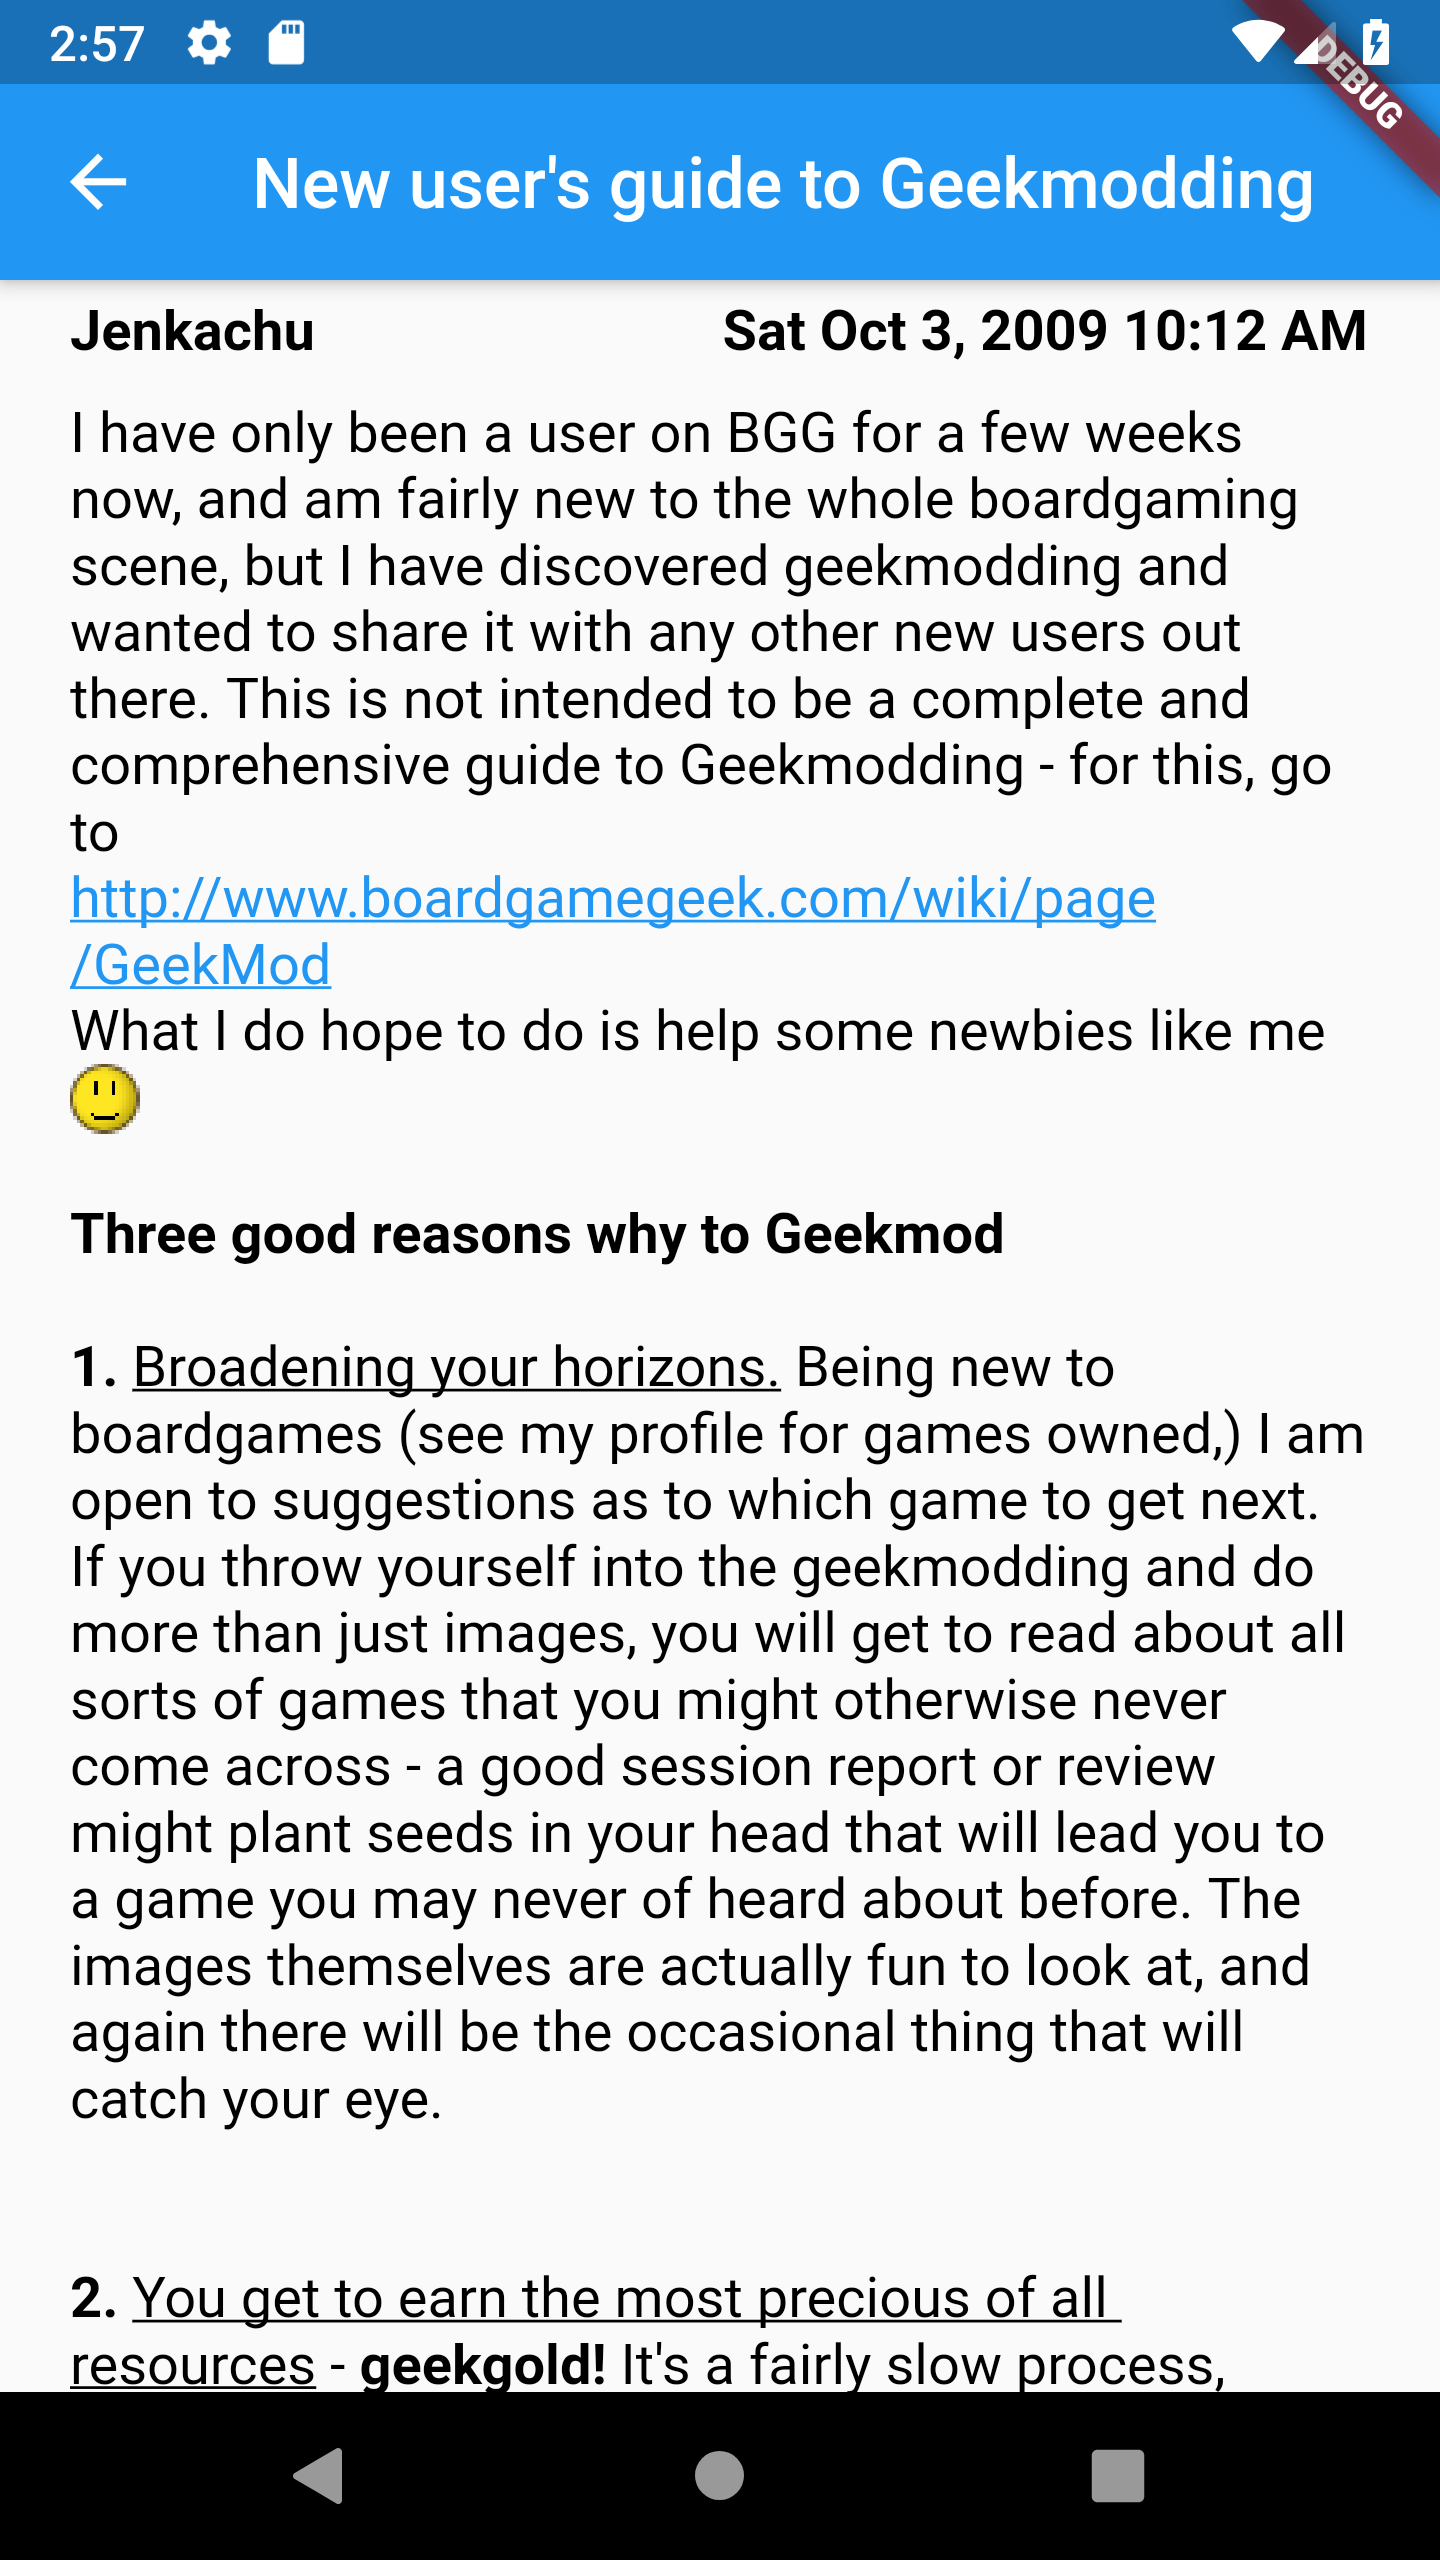 2:57
DEBUG
New user's guide to Geekmodding
Jenkachu Sat Oct 3, 2009 10:12 AM
I have only been a user on BGG for a few weeks
now, and am fairly new to the whole boardgaming
scene, but I have discovered geekmodding and
wanted to share it with any other new users out
there. This is not intended to be a complete and
comprehensive guide to Geekmodding - for this, go
to
http://www.boardgamegeek.com/wiki/page
/GeekMod
What I do hope to do is help some newbies like me
Three good reasons why to Geekmod
1. Broadening your horizons. Being new to
boardgames (see my profile for games owned,) I am
open to suggestions as to which game to get next.
If you throw yourself into the geekmodding and do
more than just images, you will get to read about all
sorts of games that you might otherwise never
come across - a good session report or review
might plant seeds in your head that will lead you to
a game you may never of heard about before. The
images themselves are actually fun to look at, and
again there will be the occasional thing that will
catch your eye.
2. You get to earn the most precious of all
resources - geekgold! It's a fairly slow process,